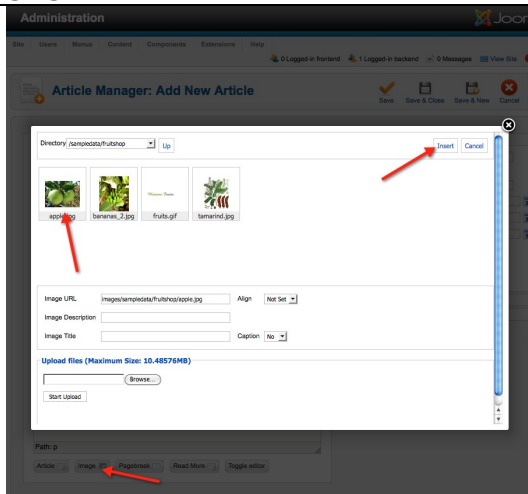 Administration
Joo
Site Users Menus Content Components Extensions Help
0 Logged-in frontend 1 Logged-in backend 0 Messages View Site
Article Manager: Add New Article
Save Save & Close Save & New Cancel
Directory /sampledata/fruitshop Up Insert Cancel
apple.jpg bananas_2.jpg fruits.gif tamarind.jpg
Image URL images/sampledata/fruitshop/apple.jpg Align Not Set
Image Description
Image Title Caption No
Upload files (Maximum Size: 10.48576MB)
Browse...
Start Upload
Path: p
Article Image Pagebreak Read More Toggle editor